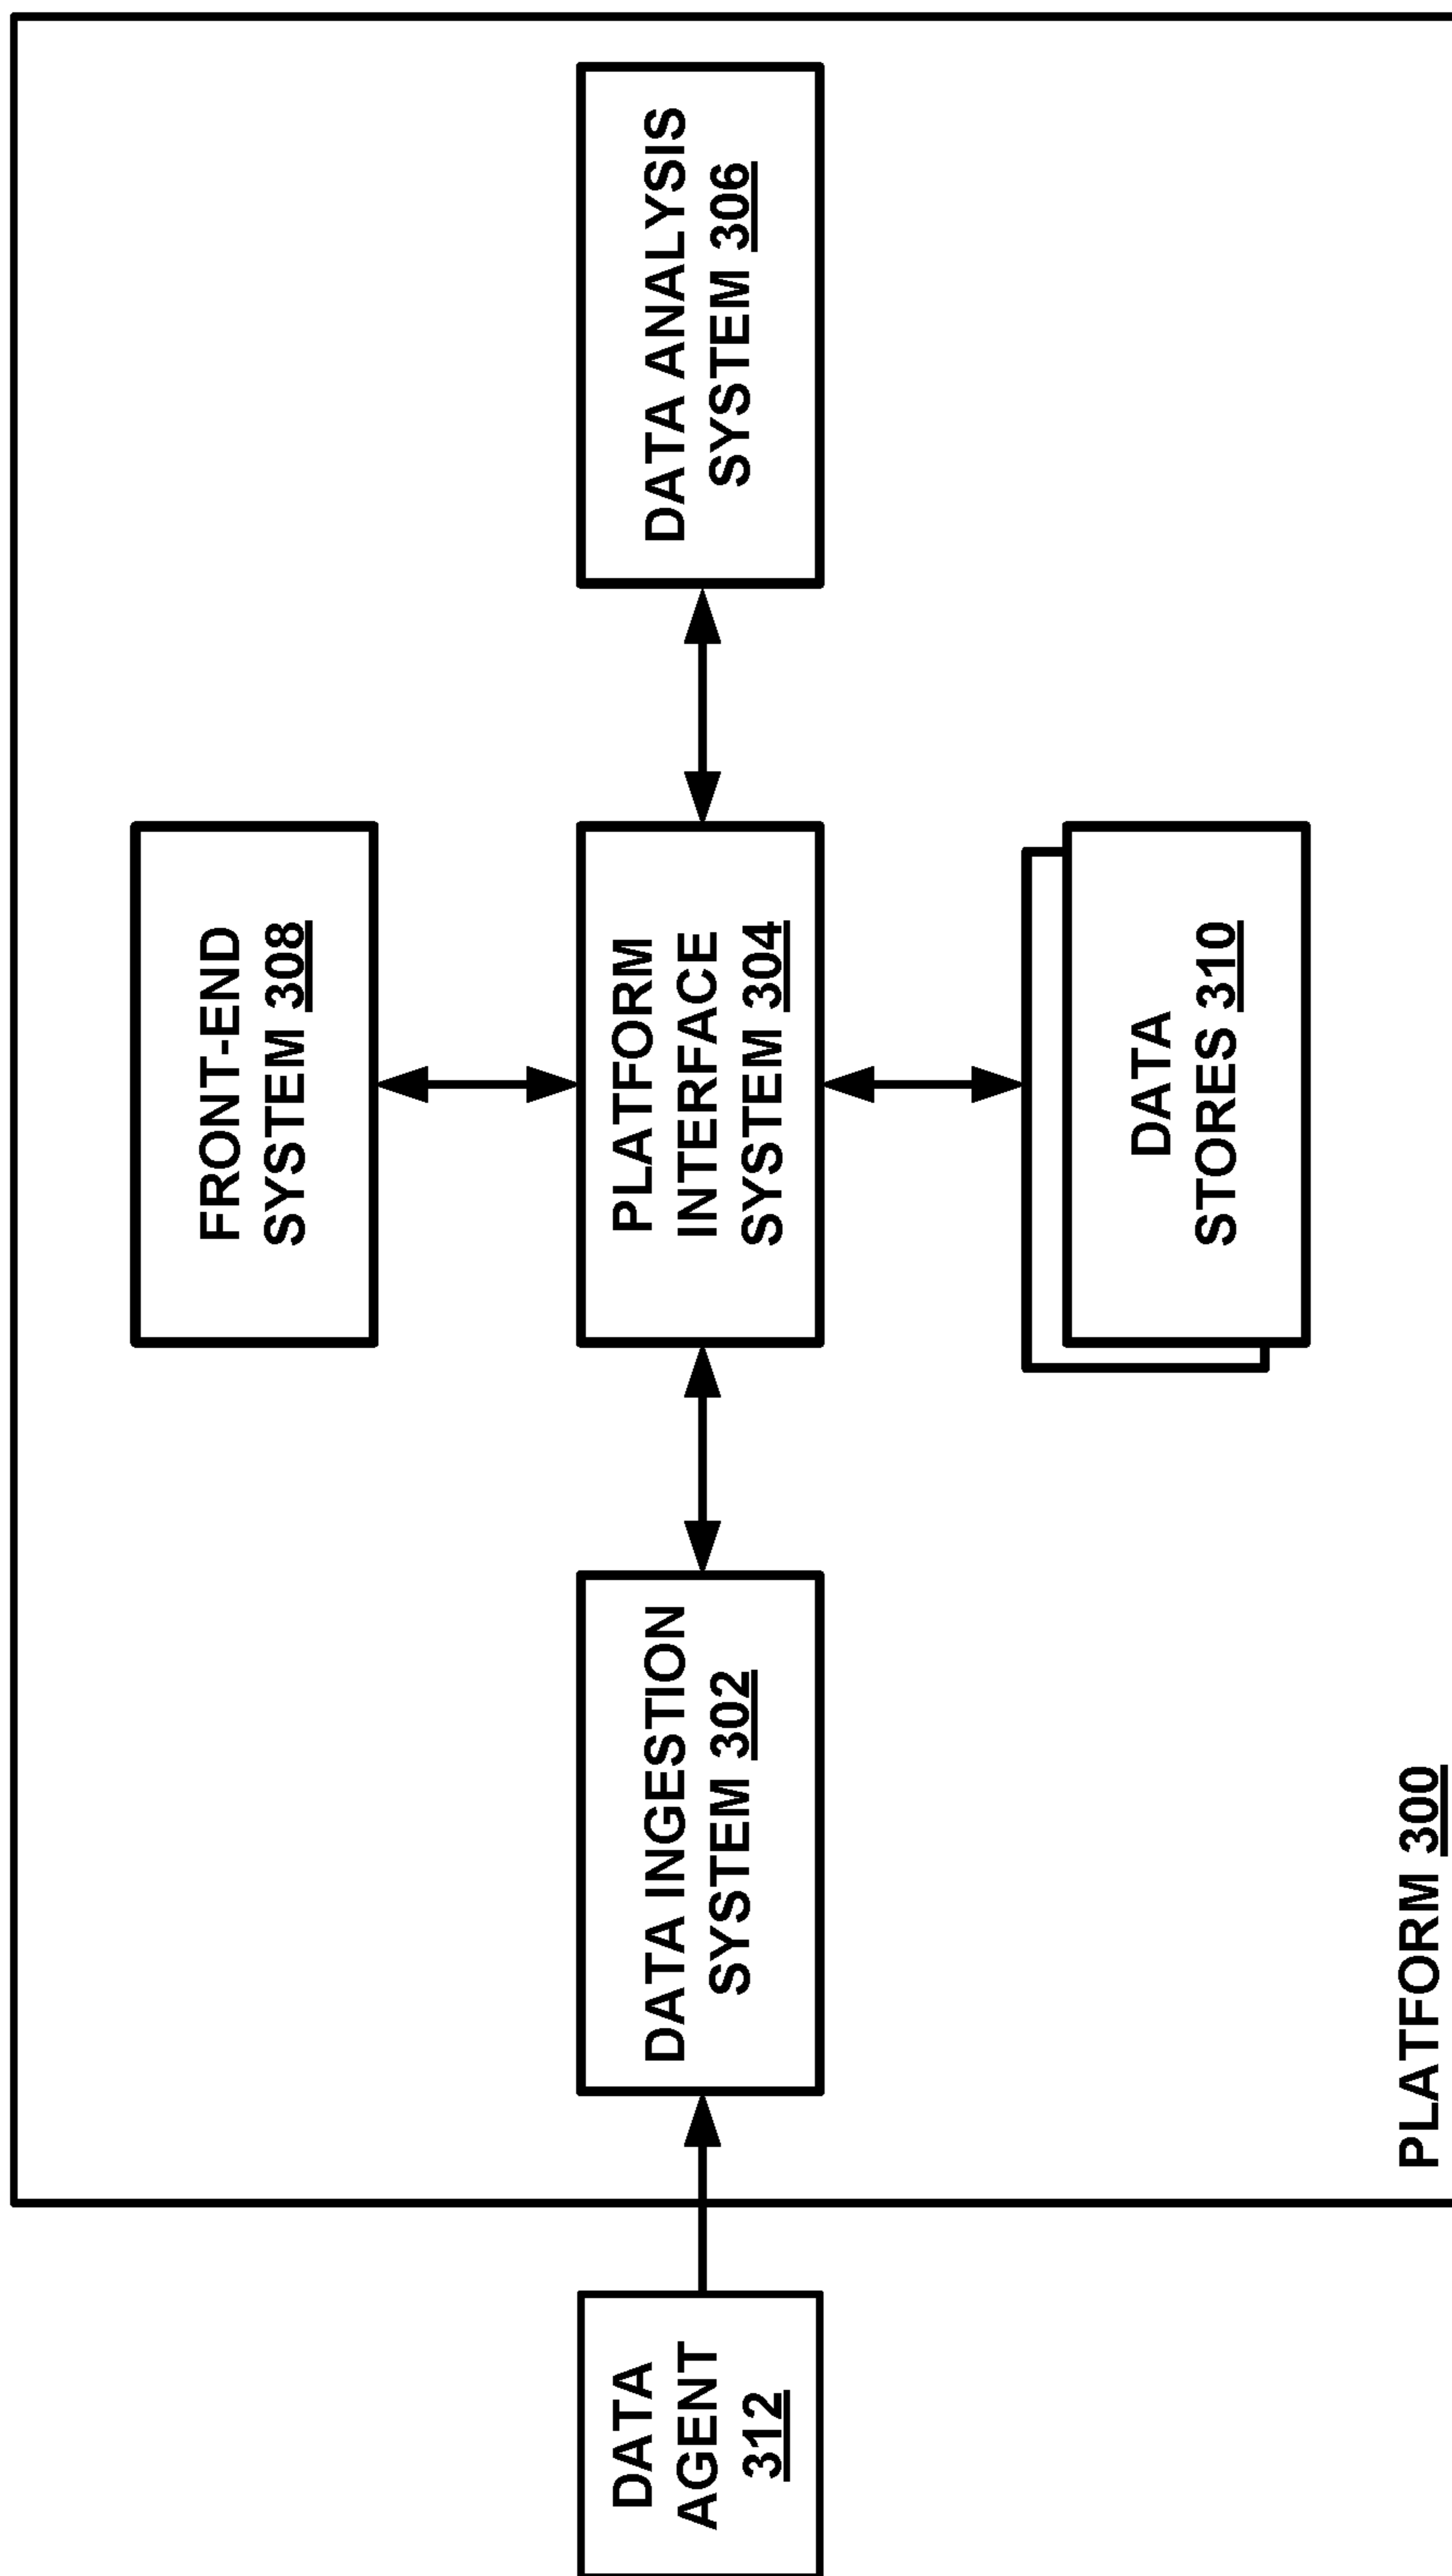 FRONT-END
SYSTEM 308
DATA
AGENT
312
DATA INGESTION
SYSTEM 302
PLATFORM
INTERFACE
SYSTEM 304
DATA ANALYSIS
SYSTEM 306
DATA
STORES 310
PLATFORM 300